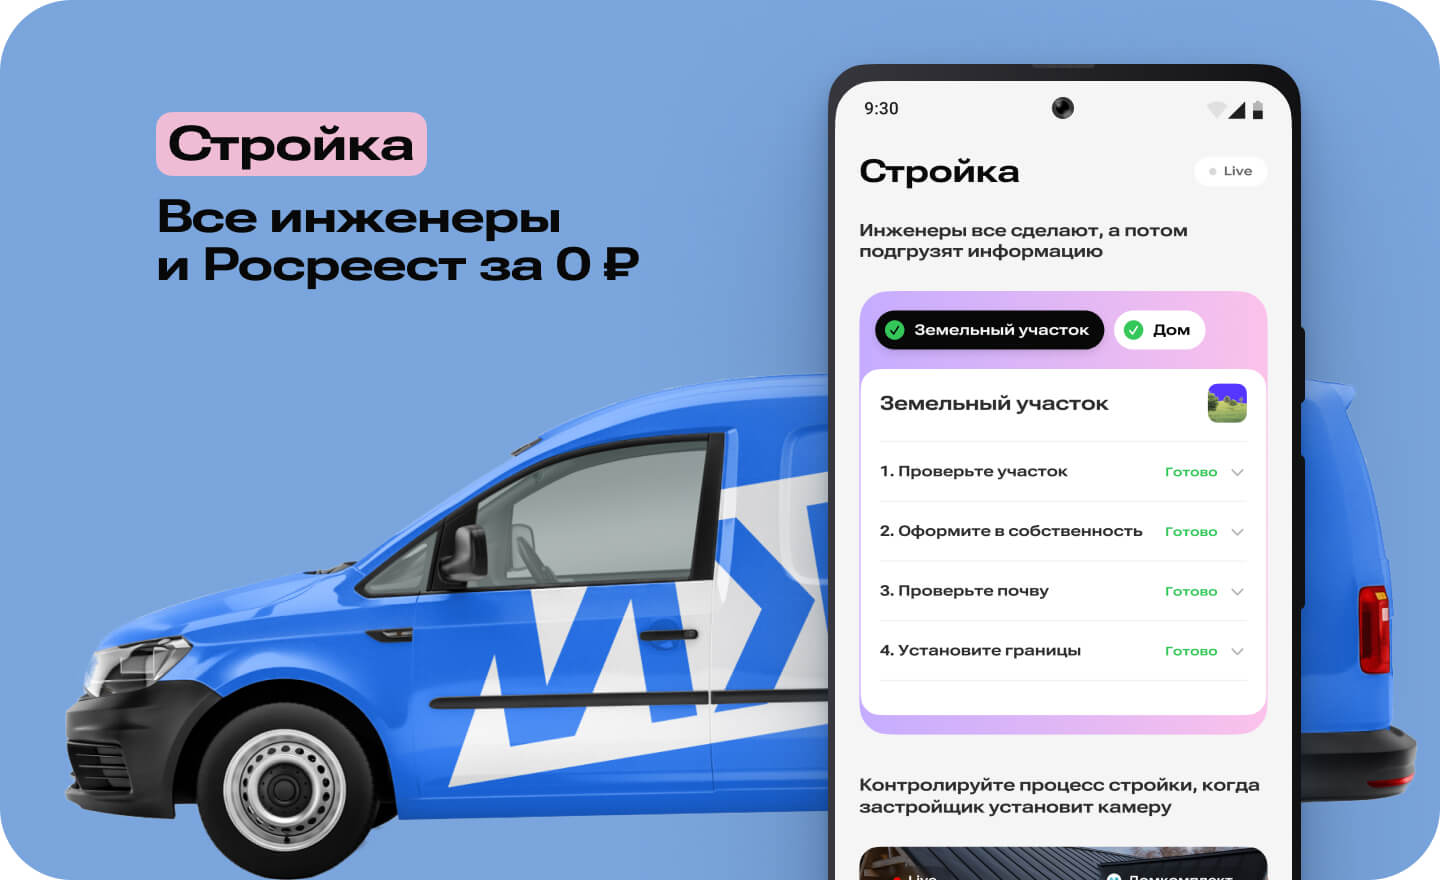 Стройка
Все инженеры
и Росреест за 0 ₽
9:30
Стройка
Live
Инженеры все сделают, а потом
подгрузят информацию
Земельный участок
Дом
Земельный участок
1. Проверьте участок
Готово
2. Оформите в собственность
Готово
3. Проверьте почву
Готово
4. Установите границы
Готово
Контролируйте процесс стройки, когда
застройщик установит камеру
Live
Домкомплект